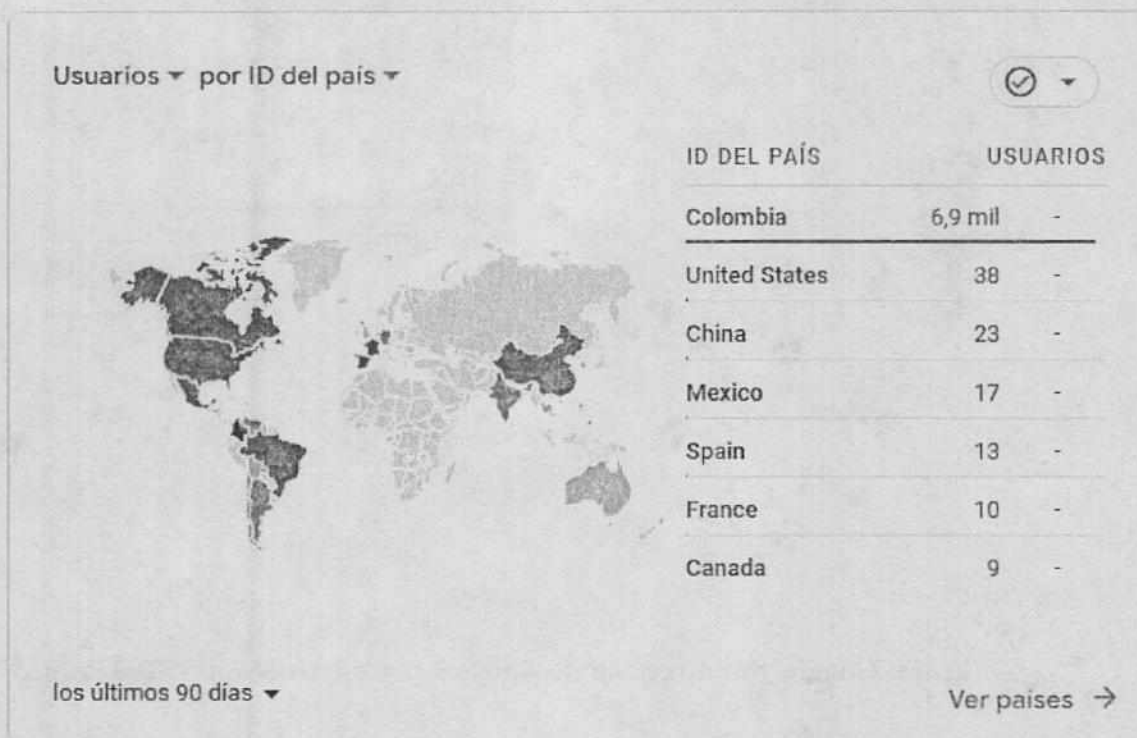 Usuarios por ID del país
ID DEL PAÍS USUARIOS
Colombia 6,9 mil -
United States 38 -
China 23 -
Mexico 17 -
Spain 13 -
France 10 -
Canada 9 -
los últimos 90 días
Ver países →